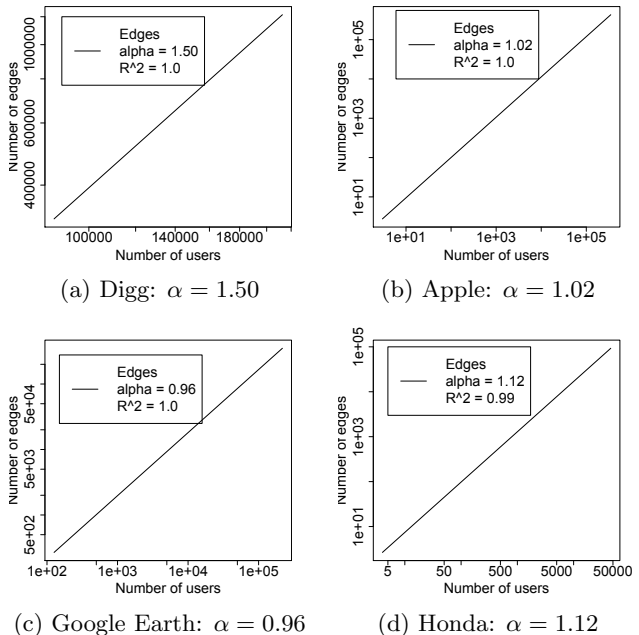 Number of edges
400000 600000 1000000
Edges
alpha = 1.50
R^2 = 1.0
100000 140000 180000
Number of users
(a) Digg: α = 1.50
Number of edges
1e+01 1e+03 1e+05
Edges
alpha = 1.02
R^2 = 1.0
1e+01 1e+03 1e+05
Number of users
(b) Apple: α = 1.02
Number of edges
5e+02 5e+03 5e+04
Edges
alpha = 0.96
R^2 = 1.0
1e+02 1e+03 1e+04 1e+05
Number of users
(c) Google Earth: α = 0.96
Number of edges
1e+01 1e+03 1e+05
Edges
alpha = 1.12
R^2 = 0.99
5 50 500 5000 50000
Number of users
(d) Honda: α = 1.12